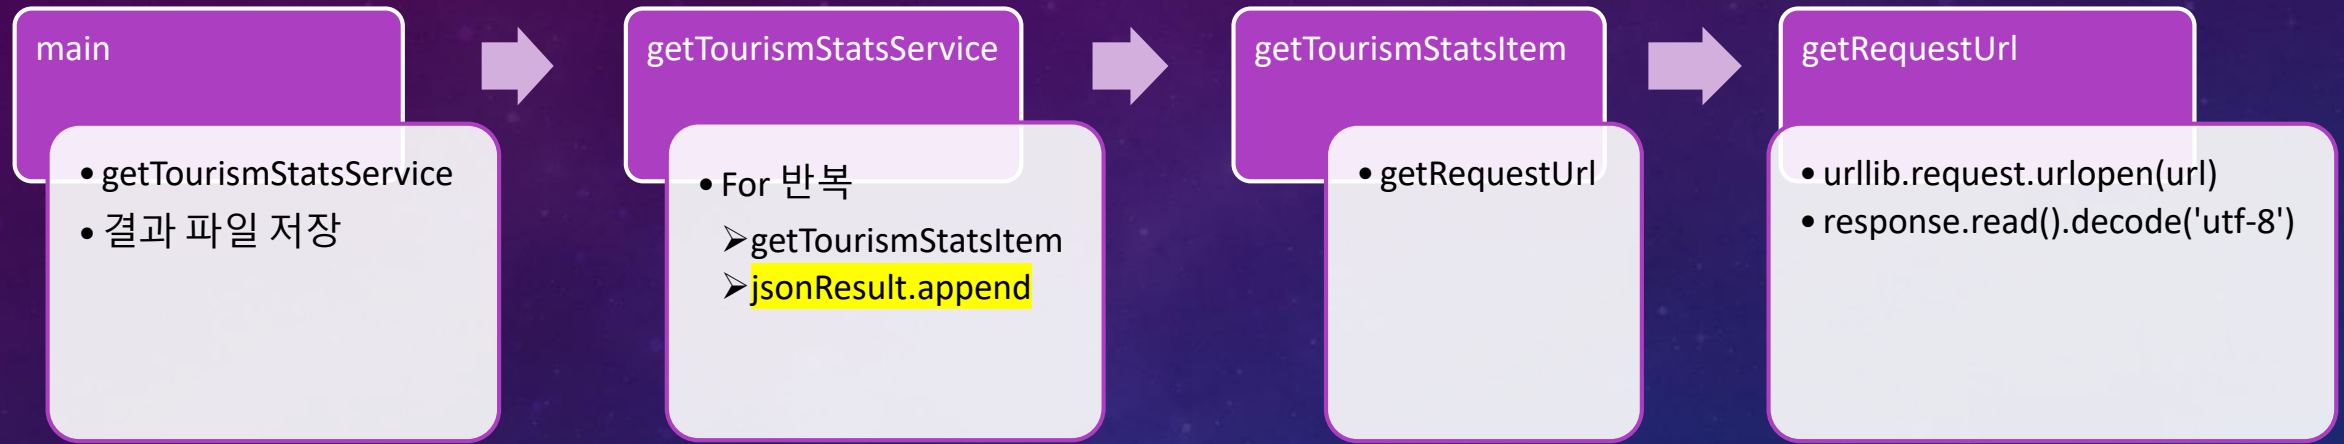 main
• getTourismStatsService
• 결과 파일 저장
getTourismStatsService
• For 반복
➢getTourismStatsItem
➢jsonResult.append
getTourismStatsItem
• getRequestUrl
getRequestUrl
• urllib.request.urlopen(url)
• response.read().decode('utf-8')